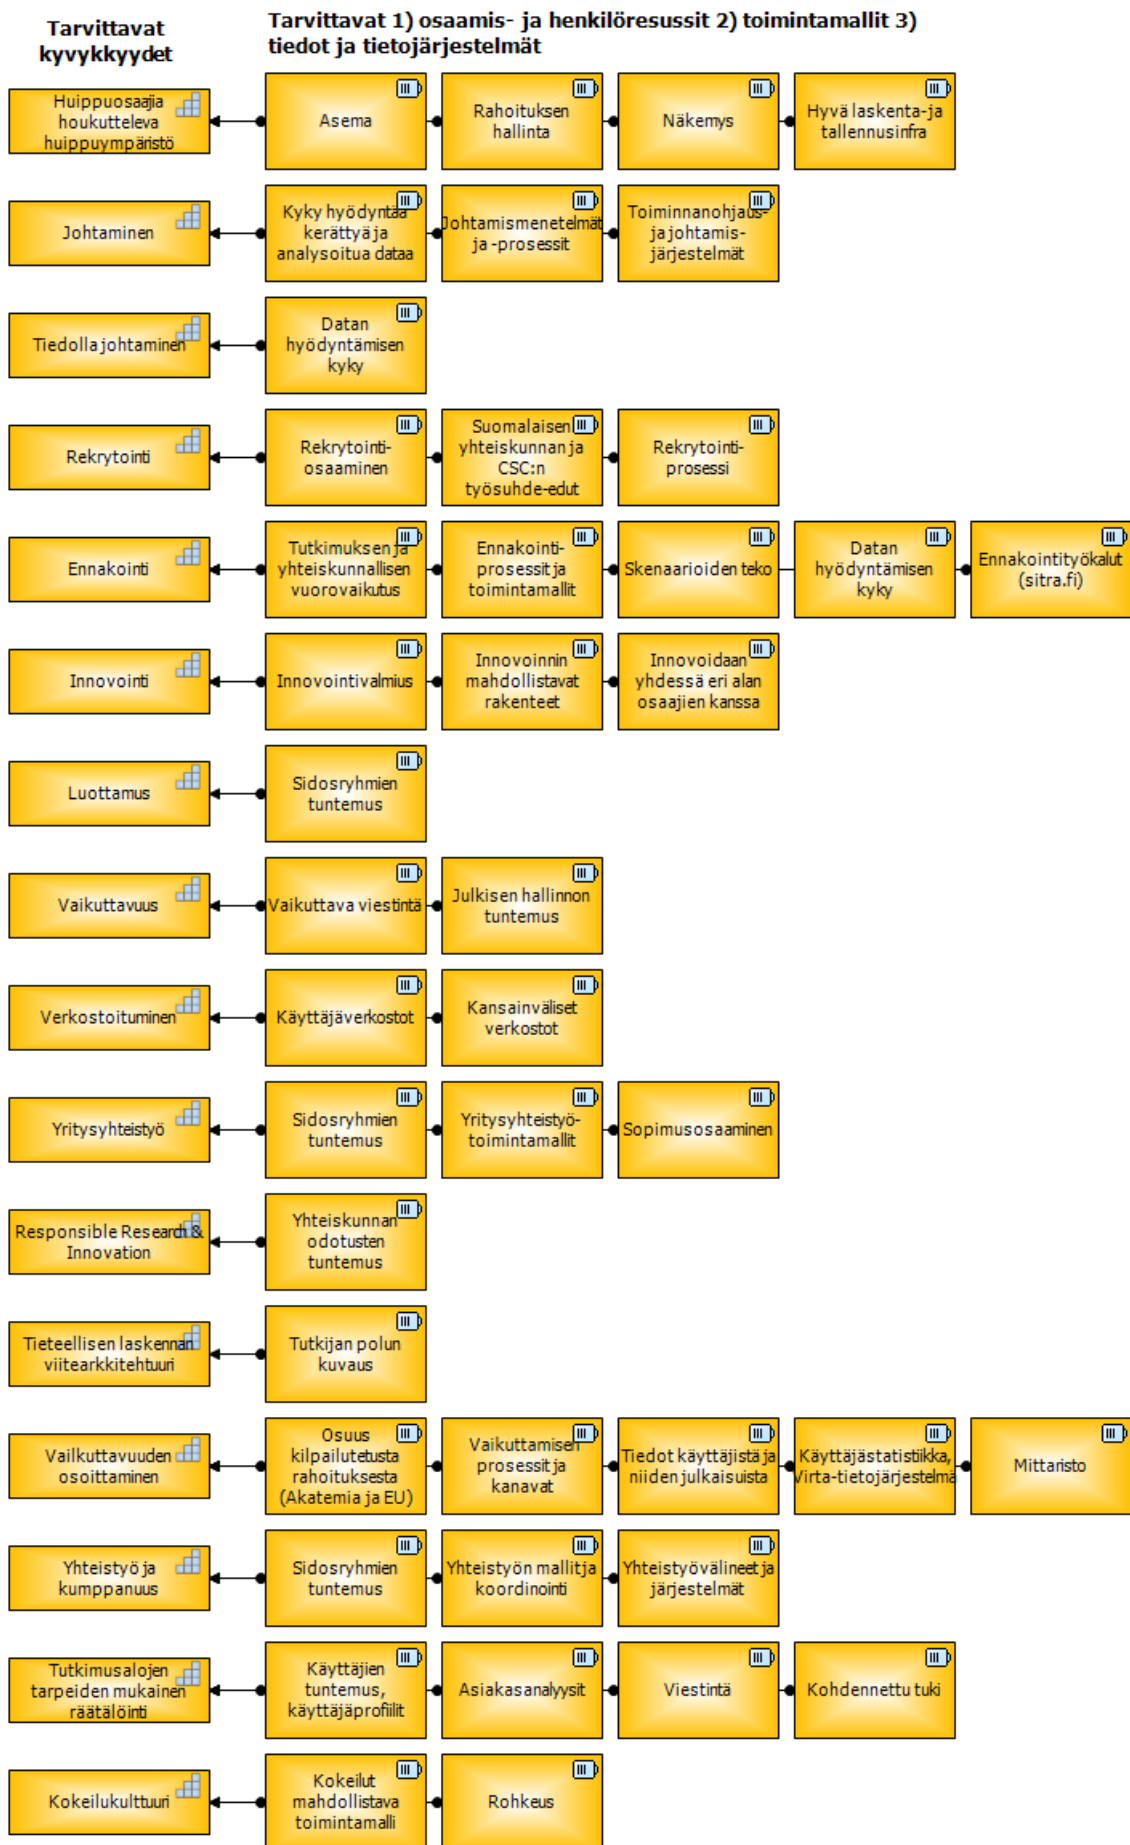 Tarvittavat
kyvykkyydet
Tarvittavat 1) osaamis- ja henkilöresussit 2) toimintamallit 3)
tiedot ja tietojärjestelmät
Huippuosaajia
houkutteleva
huippuympäristö
Asema
Rahoituksen
hallinta
Näkemys
Hyvä laskenta-ja
tallennusinfra
Johtaminen
Kyky hyödyntää
kerättyä ja
analysoitua dataa
Johtamismenetelmät
ja -prosessit
Toiminnanohjaus-
ja johtamis-
järjestelmät
Tiedolla johtaminen
Datan
hyödyntämisen
kyky
Rekrytointi
Rekrytointi-
osaaminen
Suomalaisen
yhteiskunnan ja
CSC:n
työsuhde-edut
Rekrytointi-
prosessi
Ennakointi
Tutkimuksen ja
yhteiskunnallisen
vuorovaikutus
Ennakointi-
prosessit ja
toimintamallit
Skenaarioiden teko
Datan
hyödyntämisen
kyky
Ennakointityökalut
(sitra.fi)
Innovointi
Innovointivalmius
Innovoinnin
mahdollistavat
rakenteet
Innovoidaan
yhdessä eri alan
osaajien kanssa
Luottamus
Sidosryhmien
tuntemus
Vaikuttavuus
Vaikuttava viestintä
Julkisen hallinnon
tuntemus
Verkostoituminen
Käyttäjäverkostot
Kansainväliset
verkostot
Yritysyhteistyö
Sidosryhmien
tuntemus
Yritysyhteistyö-
toimintamallit
Sopimusosaaminen
Responsible Research &
Innovation
Yhteiskunnan
odotusten
tuntemus
Tieteellisen laskennan
viitearkkitehtuuri
Tutkijan polun
kuvaus
Vailkuttavuuden
osoittaminen
Osuus
kilpailutetusta
rahoituksesta
(Akatemia ja EU)
Vaikuttamisen
prosessit ja
kanavat
Tiedot käyttäjistä ja
niiden julkaisuista
Käyttäjästatistiikka,
Virta-tietojärjestelmä
Mittaristo
Yhteistyö ja
kumppanuus
Sidosryhmien
tuntemus
Yhteistyön mallit ja
koordinointi
Yhteistyövälineet ja
järjestelmät
Tutkimusalojen
tarpeiden mukainen
räätälöinti
Käyttäjien
tuntemus,
käyttäjäprofiilit
Asiakasanalyysit
Viestintä
Kohdennettu tuki
Kokeilukulttuuri
Kokeilut
mahdollistava
toimintamalli
Rohkeus